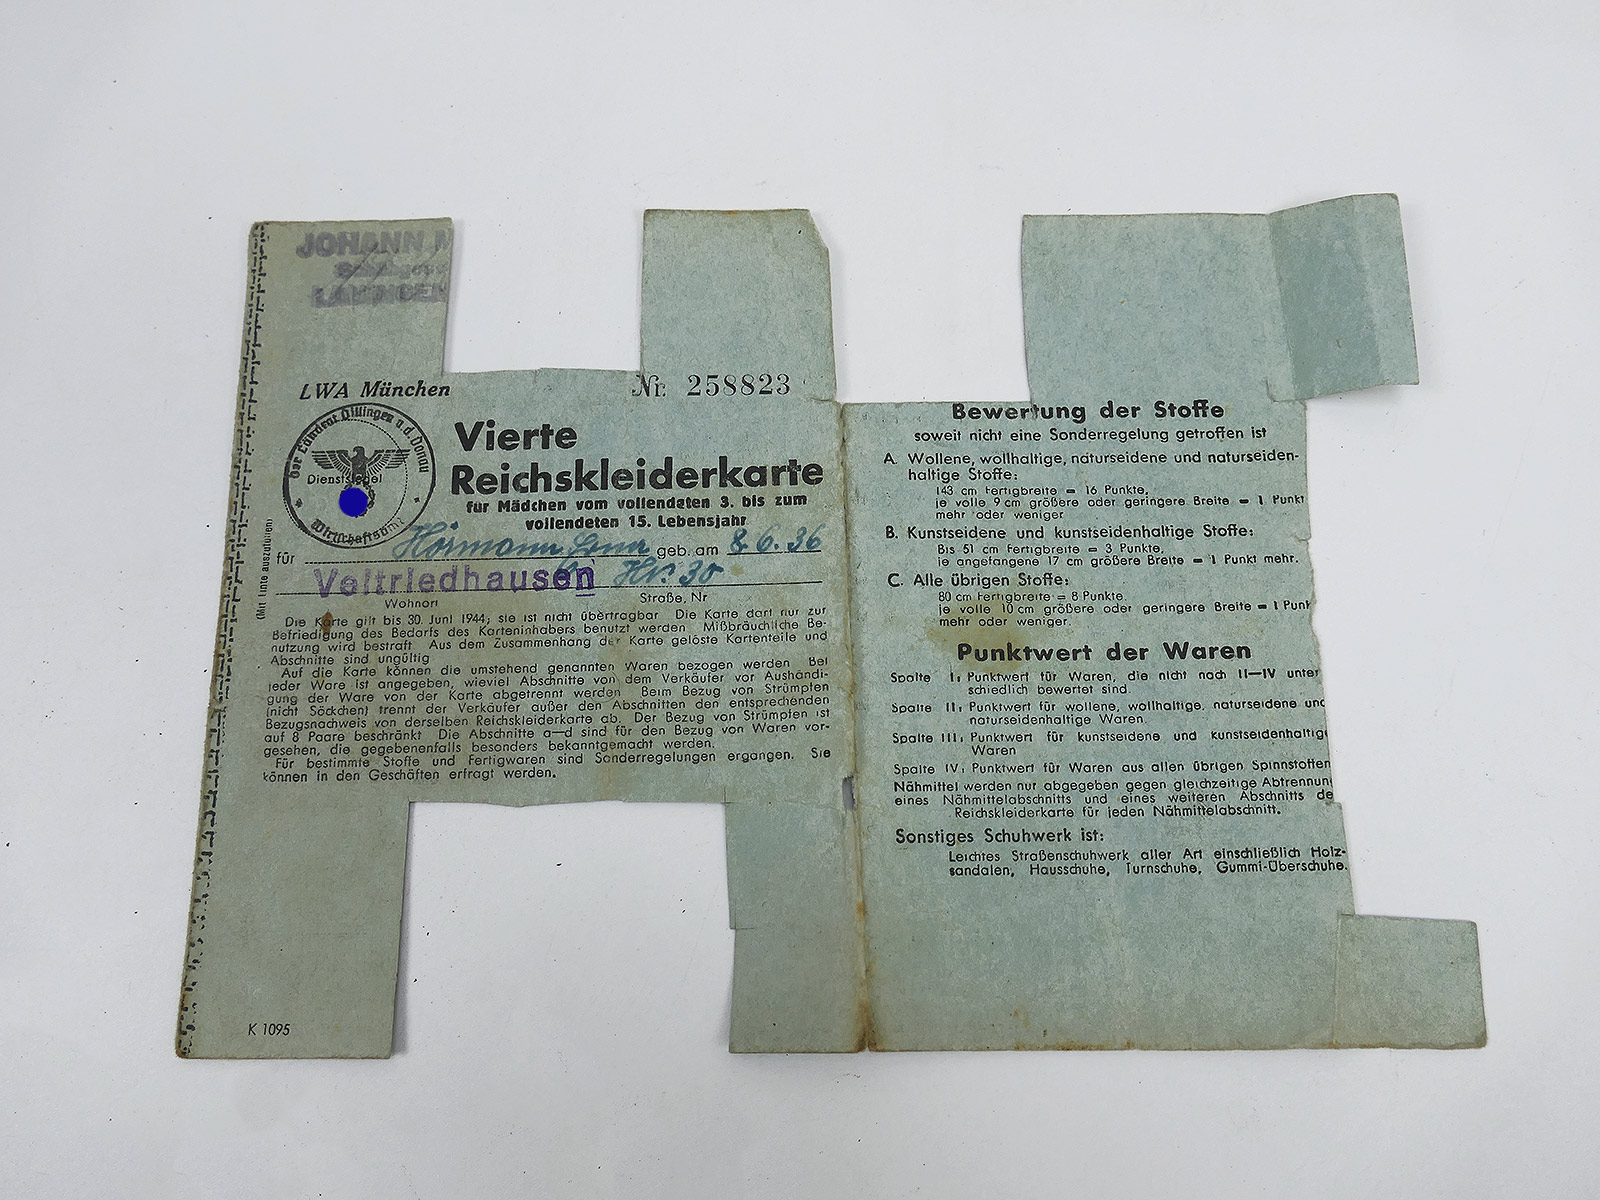 JOHANN M
LWA München
Nr. 258823
Der Landrat Dillingen a.d. Donau
Dienstsiegel
Wirtschaftsamt
Vierte
Reichskleiderkarte
für Mädchen vom vollendeten 3. bis zum
vollendeten 15. Lebensjahr
(Mit Tinte auszufüllen)
für Hörmann, geb. am 8.6.36
Veitriedhausen Hs. 30
Wohnort Straße, Nr
Die Karte gilt bis 30. Juni 1944; sie ist nicht übertragbar Die Karte darf nur zur
Befriedigung des Bedarfs des Karteninhabers benutzt werden Mißbräuchliche Be-
nutzung wird bestraft Aus dem Zusammenhang der Karte gelöste Kartenteile und
Abschnitte sind ungültig
Auf die Karte können die umstehend genannten Waren bezogen werden Bei
jeder Ware ist angegeben, wieviel Abschnitte von dem Verkäufer vor Aushändi-
gung der Ware von der Karte abgetrennt werden Beim Bezug von Strümpfen
(nicht Söckchen) trennt der Verkäufer außer den Abschnitten den entsprechenden
Bezugsnachweis von derselben Reichskleiderkarte ab. Der Bezug von Strümpfen ist
auf 8 Paare beschränkt Die Abschnitte a—d sind für den Bezug von Waren vor-
gesehen, die gegebenenfalls besonders bekanntgemacht werden.
Für bestimmte Stoffe und Fertigwaren sind Sonderregelungen ergangen. Sie
können in den Geschäften erfragt werden.
K 1095
Bewertung der Stoffe
soweit nicht eine Sonderregelung getroffen ist
A. Wollene, wollhaltige, naturseidene und naturseiden-
haltige Stoffe:
143 cm Fertigbreite = 16 Punkte,
je volle 9 cm größere oder geringere Breite = 1 Punkt
mehr oder weniger
B. Kunstseidene und kunstseidenhaltige Stoffe:
Bis 51 cm Fertigbreite = 3 Punkte,
je angefangene 17 cm größere Breite = 1 Punkt mehr.
C. Alle übrigen Stoffe:
80 cm Fertigbreite = 8 Punkte.
je volle 10 cm größere oder geringere Breite = 1 Punkt
mehr oder weniger.
Punktwert der Waren
Spalte I: Punktwert für Waren, die nicht nach II—IV unter
schiedlich bewertet sind.
Spalte II: Punktwert für wollene, wollhaltige, naturseidene und
naturseidenhaltige Waren.
Spalte III: Punktwert für kunstseidene und kunstseidenhaltige
Waren
Spalte IV: Punktwert für Waren aus allen übrigen Spinnstoffen
Nähmittel werden nur abgegeben gegen gleichzeitige Abtrennung
eines Nähmittelabschnitts und eines weiteren Abschnitts de
Reichskleiderkarte für jeden Nähmittelabschnitt.
Sonstiges Schuhwerk ist:
Leichtes Straßenschuhwerk aller Art einschließlich Holz-
sandalen, Hausschuhe, Turnschuhe, Gummi-Überschuhe.